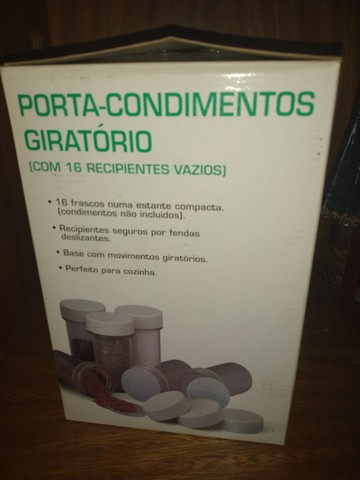 PORTA-CONDIMENTOS
GIRATÓRIO
(COM 16 RECIPIENTES VAZIOS)
• 16 frascos numa estante compacta.
(condimentos não incluidos).
• Recipientes seguros por fendas
deslizantes.
• Base com movimentos giratórios.
• Perfeito para cozinha.